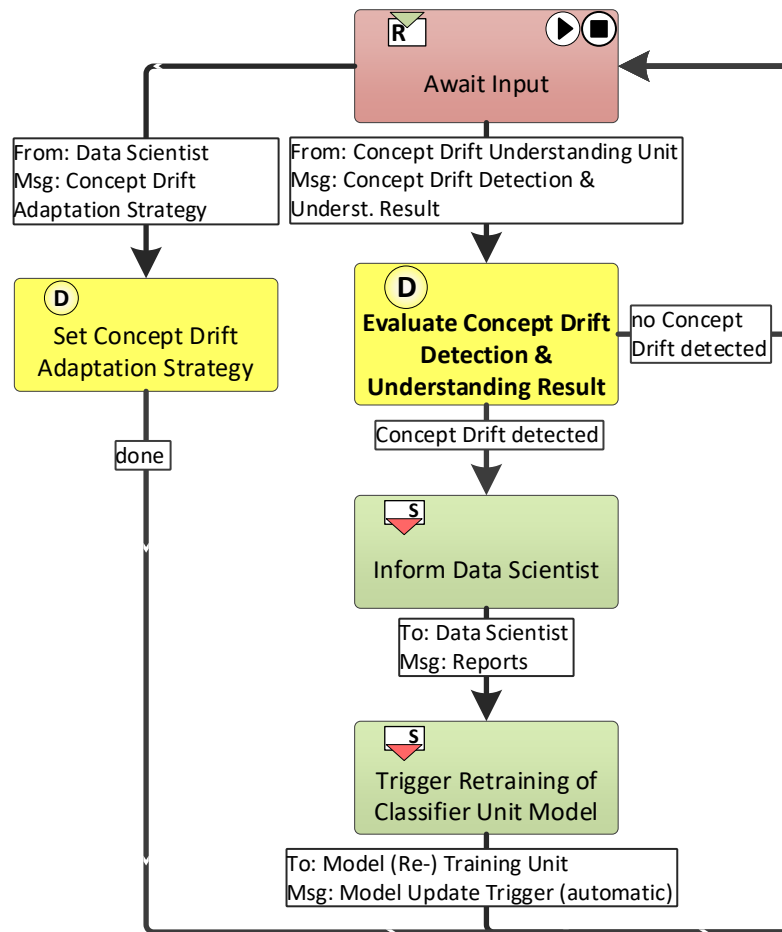 R
Await Input
From: Data Scientist
Msg: Concept Drift
Adaptation Strategy
From: Concept Drift Understanding Unit
Msg: Concept Drift Detection &
Underst. Result
D
Set Concept Drift
Adaptation Strategy
D
Evaluate Concept Drift
Detection &
Understanding Result
no Concept
Drift detected
done
Concept Drift detected
S
Inform Data Scientist
To: Data Scientist
Msg: Reports
S
Trigger Retraining of
Classifier Unit Model
To: Model (Re-) Training Unit
Msg: Model Update Trigger (automatic)